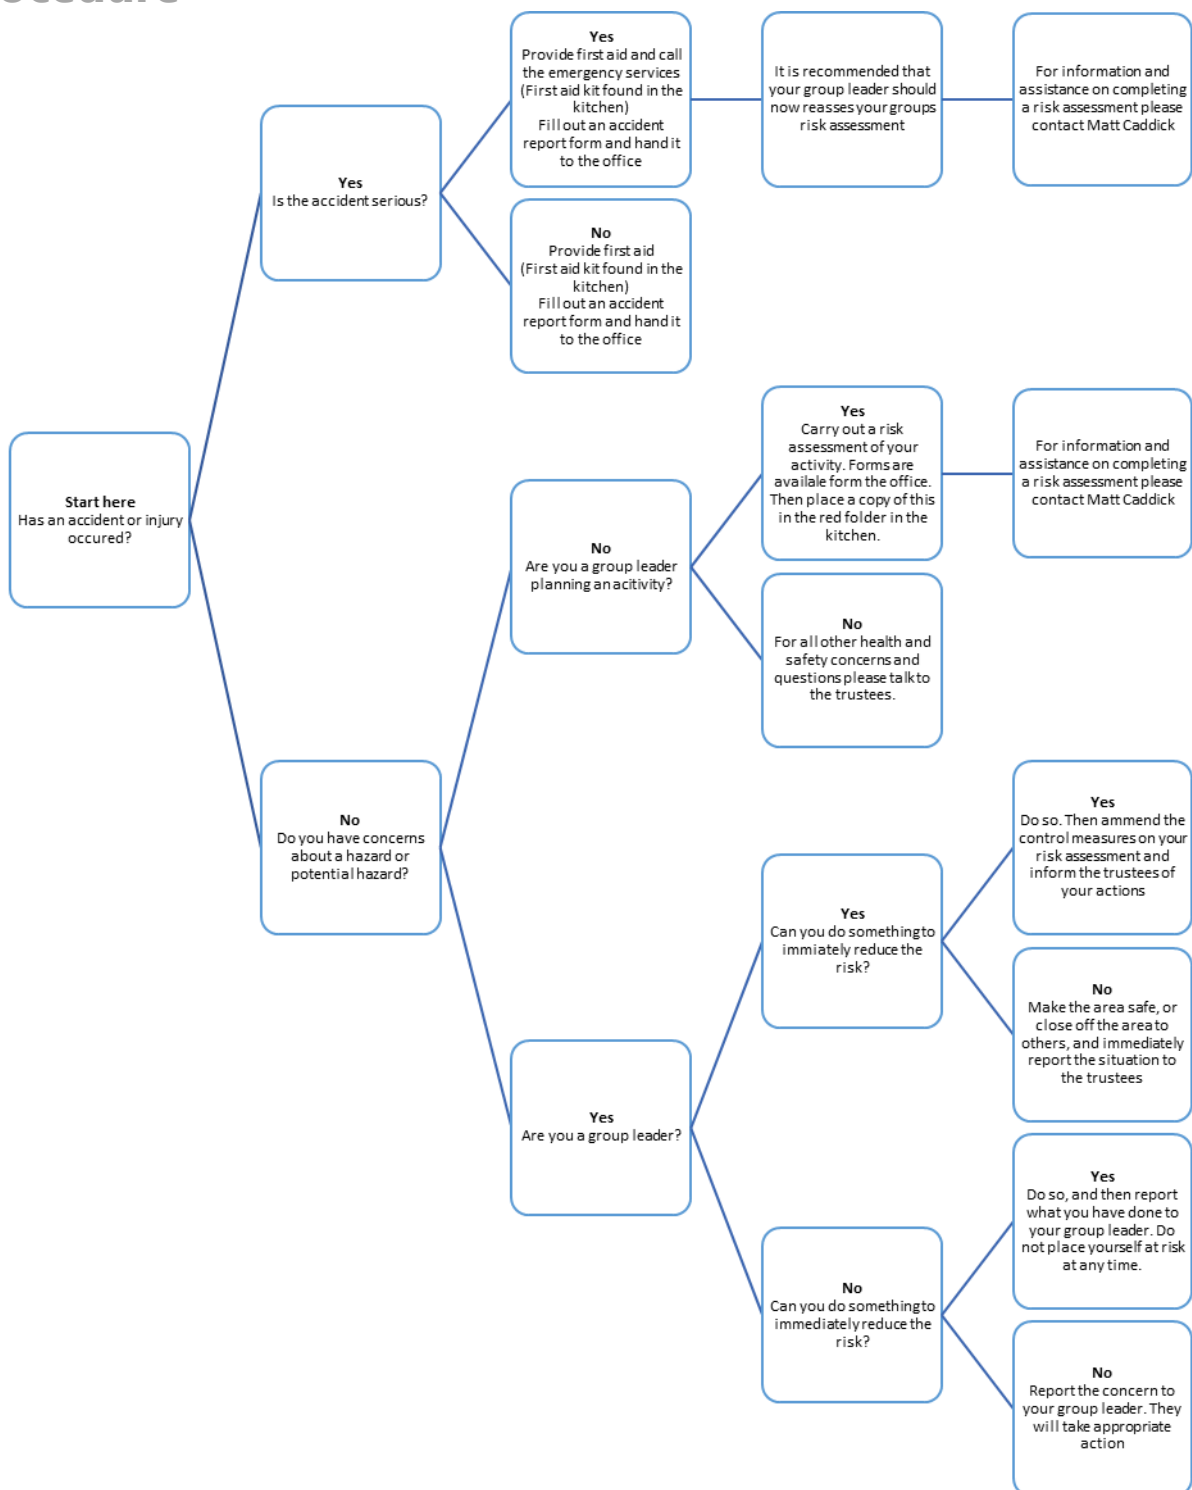 Yes
Provide first aid and call
the emergency services
(First aid kit found in the
kitchen)
Fill out an accident
report form and hand it
to the office
It is recommended that
your group leader should
now reasses your groups
risk assessment
For information and
assistance on completing
a risk assessment please
contact Matt Caddick
Yes
Is the accident serious?
No
Provide first aid
(First aid kit found in the
kitchen)
Fill out an accident
report form and hand it
to the office
Start here
Has an accident or injury
occured?
No
Are you a group leader
planning an acitivity?
Yes
Carry out a risk
assessment of your
activity. Forms are
availale form the office.
Then place a copy of this
in the red folder in the
kitchen.
For information and
assistance on completing
a risk assessment please
contact Matt Caddick
No
For all other health and
safety concerns and
questions please talk to
the trustees.
No
Do you have concerns
about a hazard or
potential hazard?
Yes
Are you a group leader?
Yes
Can you do something to
immiately reduce the
risk?
Yes
Do so. Then ammend the
control measures on your
risk assessment and
inform the trustees of
your actions
No
Make the area safe, or
close off the area to
others, and immediately
report the situation to
the trustees
No
Can you do something to
immediately reduce the
risk?
Yes
Do so, and then report
what you have done to
your group leader. Do
not place yourself at risk
at any time.
No
Report the concern to
your group leader. They
will take appropriate
action